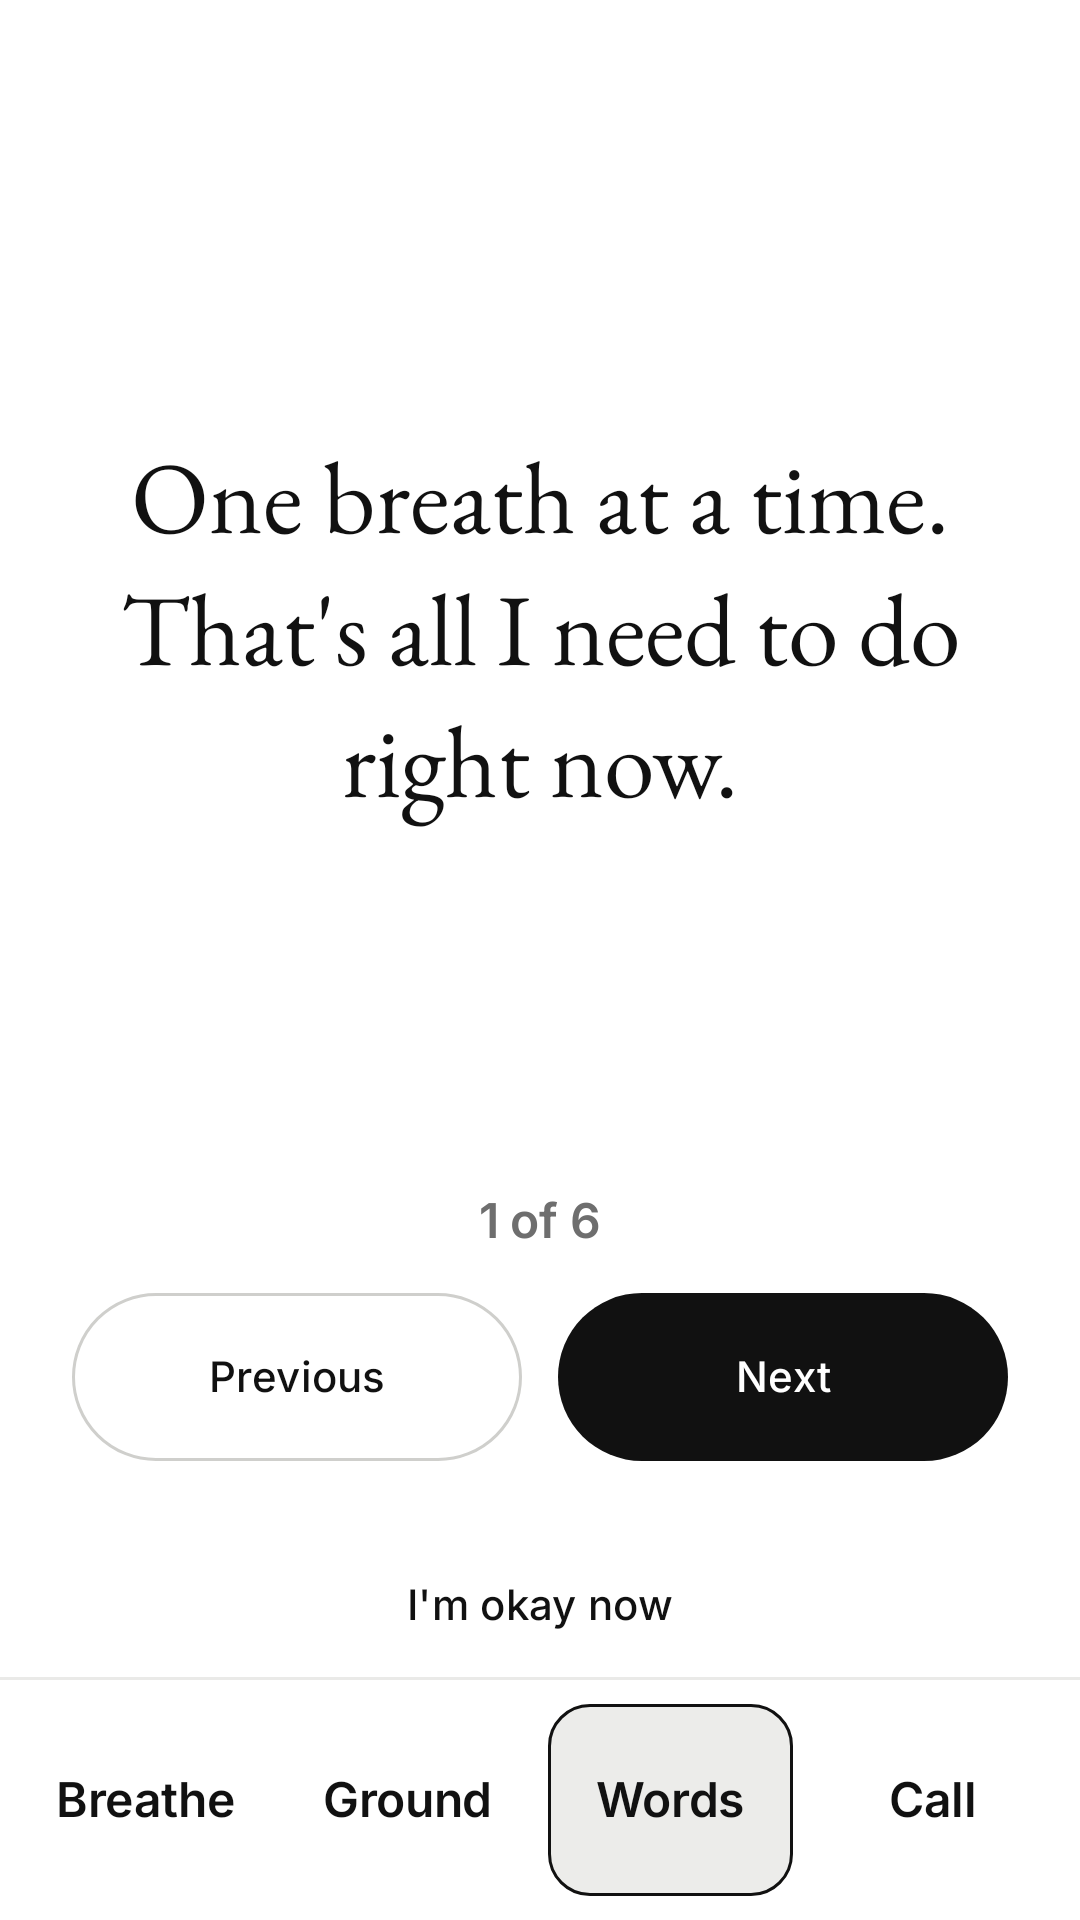 One breath at a time.
That's all I need to do
right now.
1 of 6
Previous
Next
I'm okay now
Breathe
Ground
Words
Call